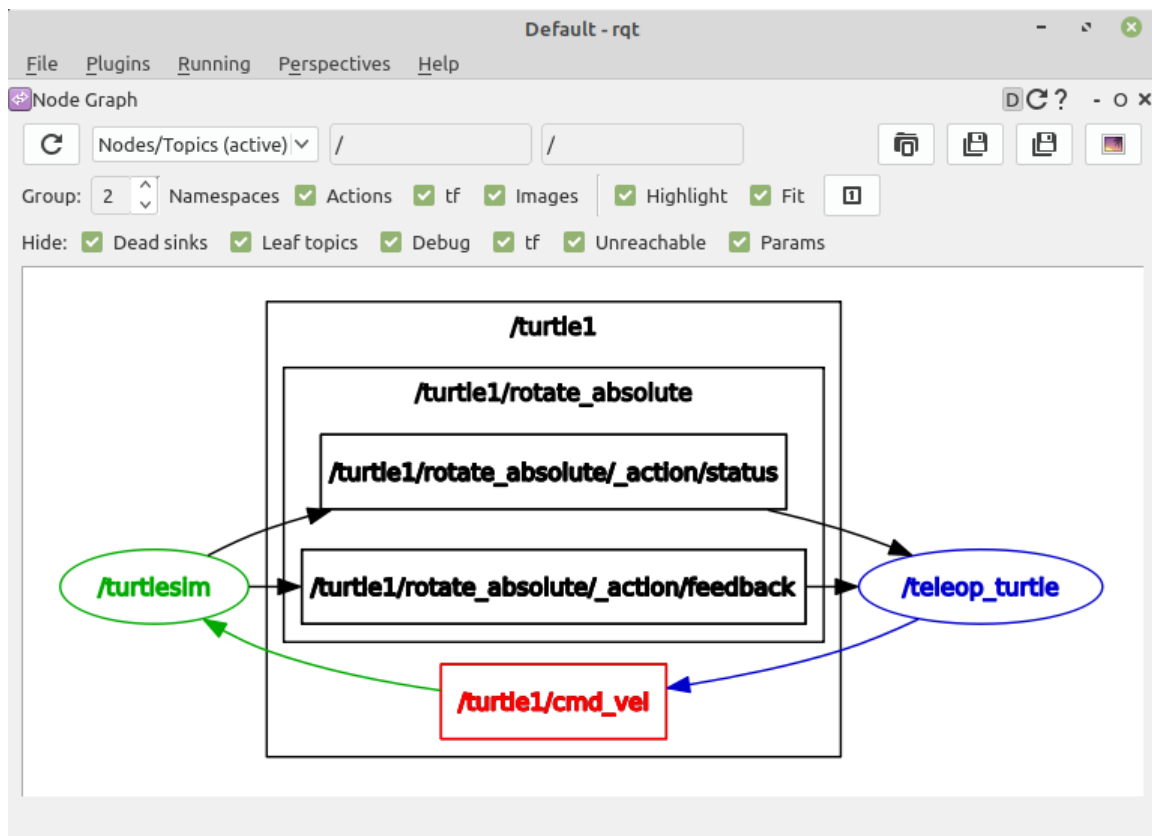 Default - rqt
File Plugins Running Perspectives Help
Node Graph D ? - O ×
Nodes/Topics (active) / /
Group: 2 Namespaces Actions tf Images Highlight Fit 1
Hide: Dead sinks Leaf topics Debug tf Unreachable Params
/turtle1
/turtle1/rotate_absolute
/turtle1/rotate_absolute/_action/status
/turtlesim /turtle1/rotate_absolute/_action/feedback /teleop_turtle
/turtle1/cmd_vel